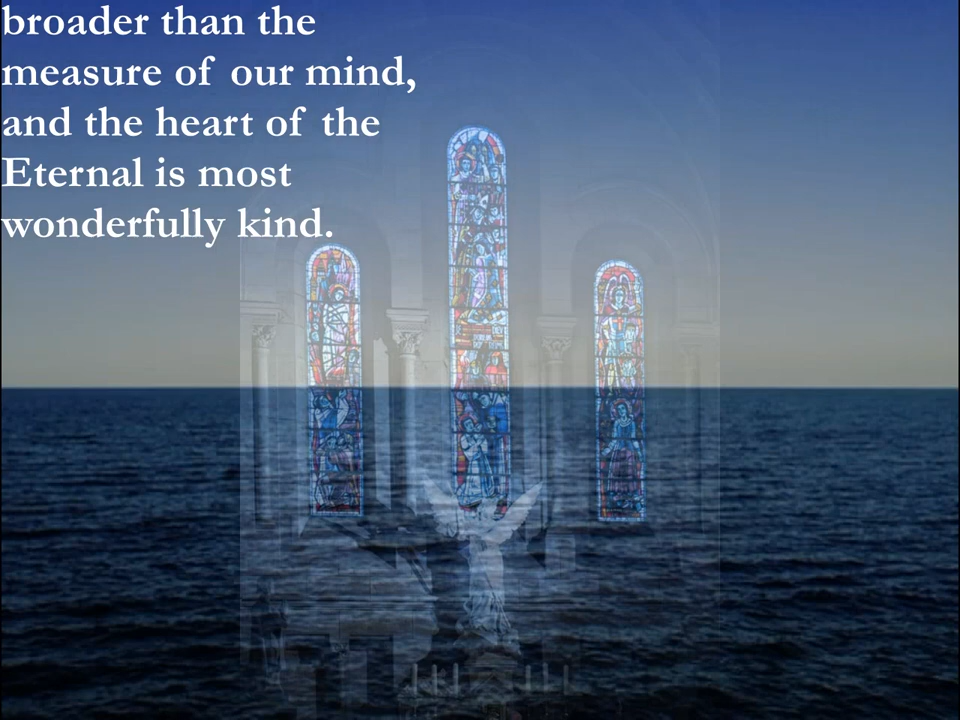 broader than the
measure of our mind,
and the heart of the
Eternal is most
wonderfully kind.